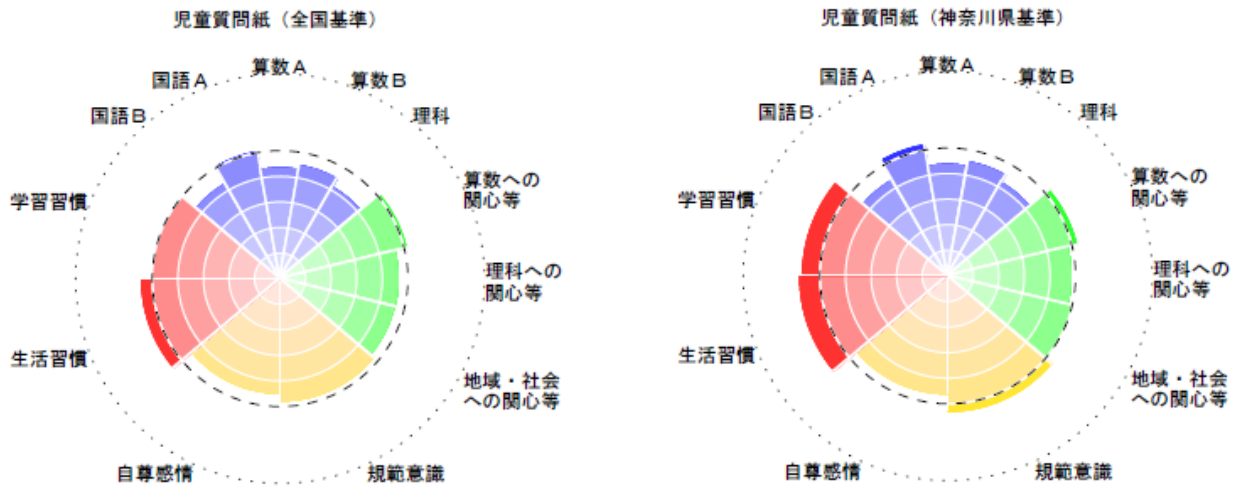 児童質問紙（全国基準）
算数Ａ
国語Ａ
算数Ｂ
国語Ｂ
理科
学習習慣
算数への
関心等
理科への
関心等
生活習慣
地域・社会
への関心等
自尊感情
規範意識
児童質問紙（神奈川県基準）
算数Ａ
国語Ａ
算数Ｂ
国語Ｂ
理科
学習習慣
算数への
関心等
理科への
関心等
生活習慣
地域・社会
への関心等
自尊感情
規範意識